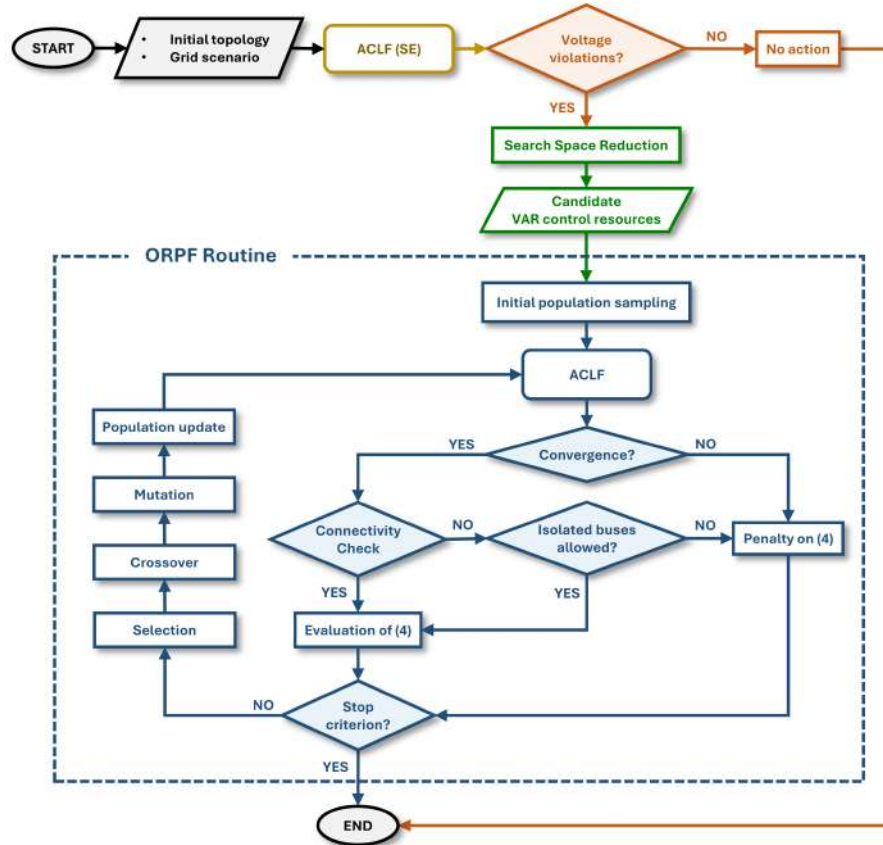 START
• Initial topology
• Grid scenario
ACLF (SE)
Voltage
violations?
NO
No action
YES
Search Space Reduction
Candidate
VAR control resources
ORPF Routine
Initial population sampling
ACLF
Population update
YES
Convergence?
NO
Mutation
Connectivity
Check
NO
Isolated buses
allowed?
NO
Penalty on (4)
Crossover
YES
YES
Selection
Evaluation of (4)
NO
Stop
criterion?
YES
END